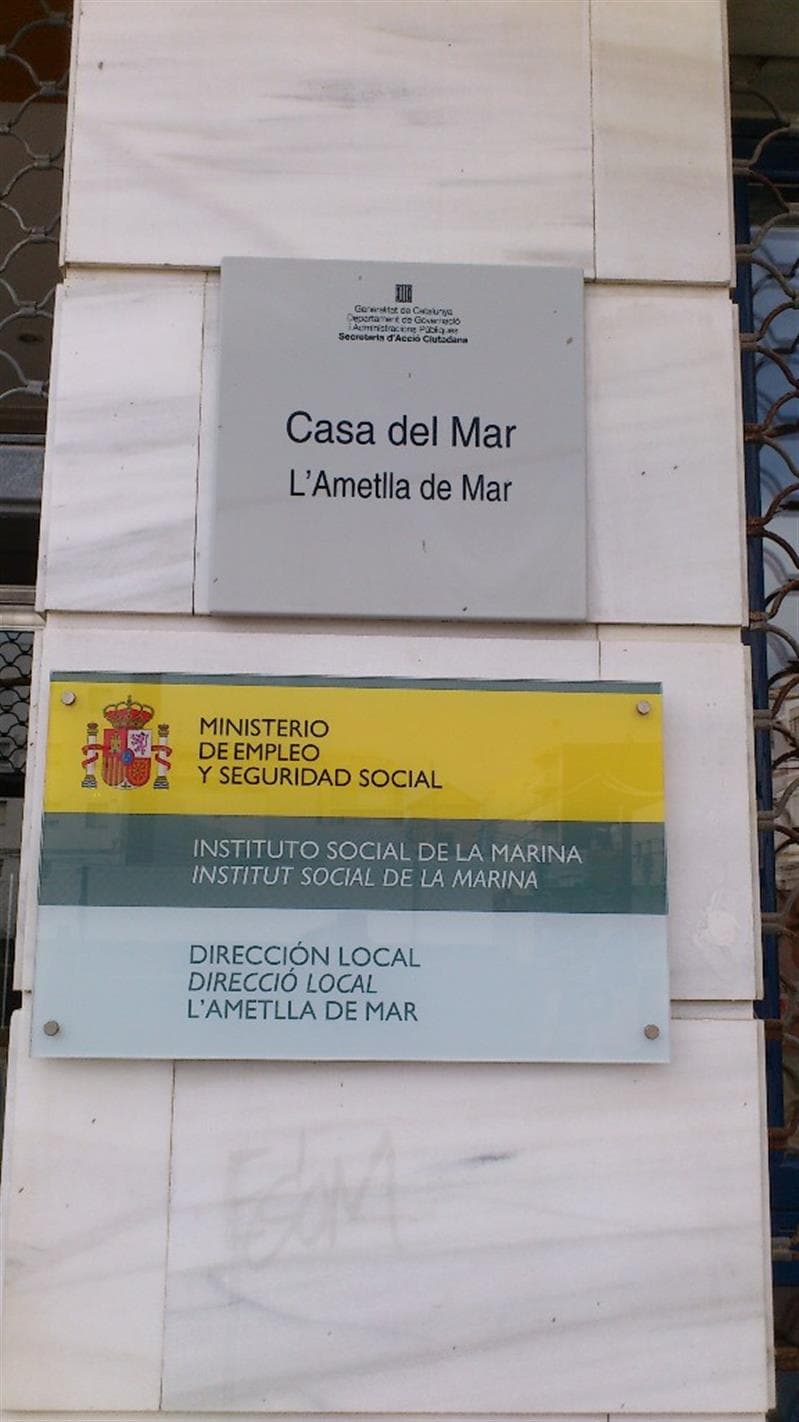 Generalitat de Catalunya
Departament de Governació
i Administracions Públiques
Secretaria d'Acció Ciutadana
Casa del Mar
L'Ametlla de Mar
MINISTERIO
DE EMPLEO
Y SEGURIDAD SOCIAL
INSTITUTO SOCIAL DE LA MARINA
INSTITUT SOCIAL DE LA MARINA
DIRECCIÓN LOCAL
DIRECCIÓ LOCAL
L'AMETLLA DE MAR